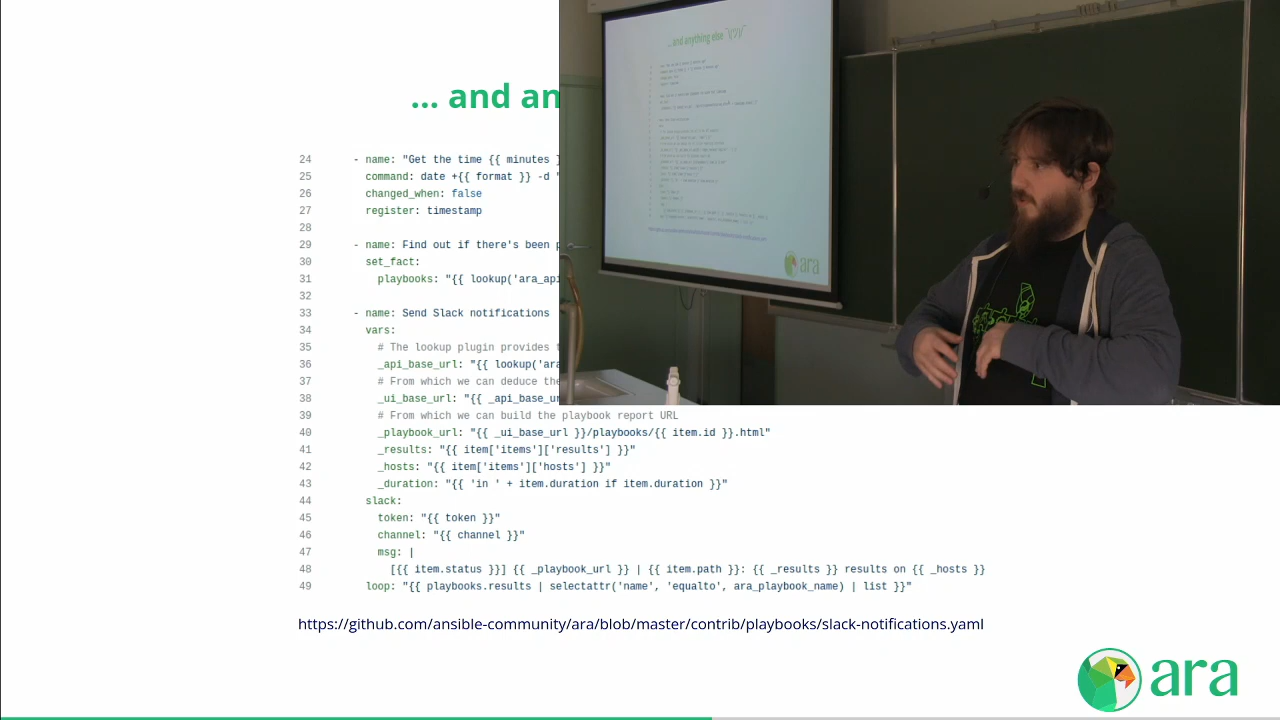 ... and an
...and anything else ¯\(ツ)/¯
24 - name: "Get the time {{ minutes }
25 command: date +{{ format }} -d "
26 changed_when: false
27 register: timestamp
28
29 - name: Find out if there's been p
30 set_fact:
31 playbooks: "{{ lookup('ara_api
32
33 - name: Send Slack notifications
34 vars:
35 # The lookup plugin provides t
36 _api_base_url: "{{ lookup('ara
37 # From which we can deduce the
38 _ui_base_url: "{{ _api_base_ur
39 # From which we can build the playbook report URL
40 _playbook_url: "{{ _ui_base_url }}/playbooks/{{ item.id }}.html"
41 _results: "{{ item['items']['results'] }}"
42 _hosts: "{{ item['items']['hosts'] }}"
43 _duration: "{{ 'in ' + item.duration if item.duration }}"
44 slack:
45 token: "{{ token }}"
46 channel: "{{ channel }}"
47 msg: |
48 [{{ item.status }}] {{ _playbook_url }} | {{ item.path }}: {{ _results }} results on {{ _hosts }}
49 loop: "{{ playbooks.results | selectattr('name', 'equalto', ara_playbook_name) | list }}"
https://github.com/ansible-community/ara/blob/master/contrib/playbooks/slack-notifications.yaml
ara
ara